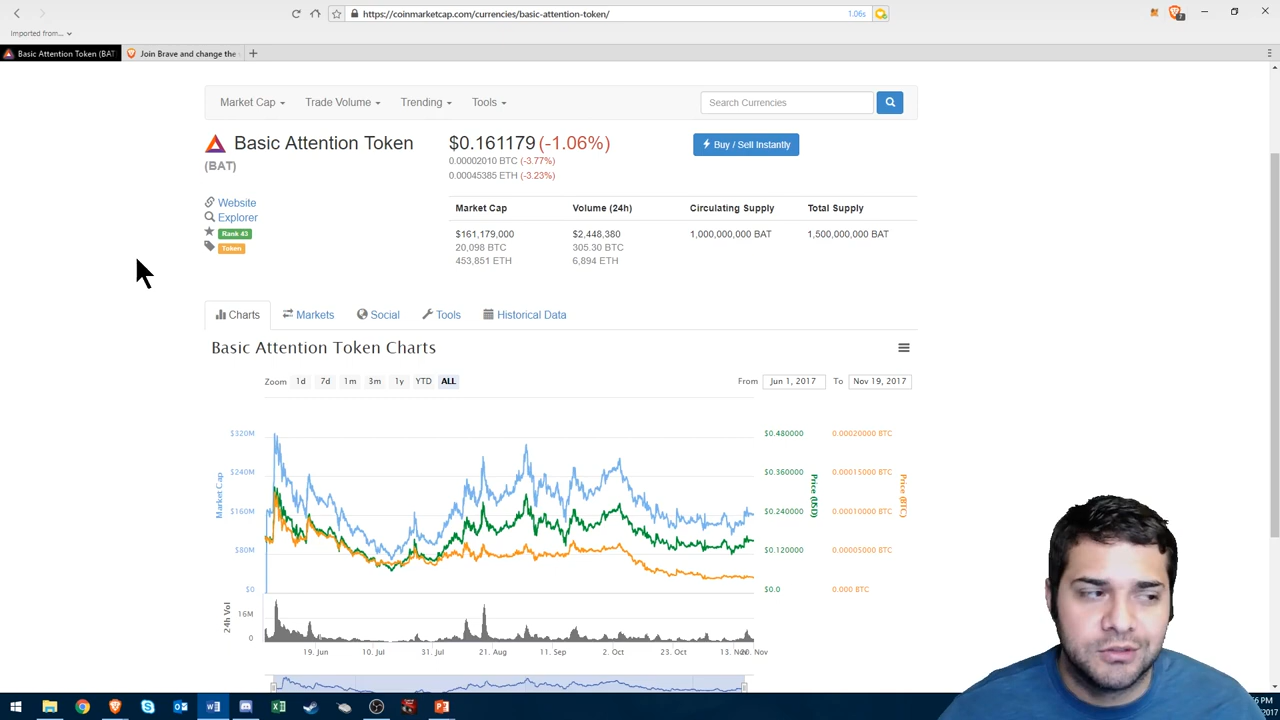 https://coinmarketcap.com/currencies/basic-attention-token/
1.06s
7
Imported from...
Basic Attention Token (BAT
Join Brave and change the
Market Cap
Trade Volume
Trending
Tools
Search Currencies
Basic Attention Token
(BAT)
$0.161179 (-1.06%)
0.00002010 BTC (-3.77%)
0.00045385 ETH (-3.23%)
Buy / Sell Instantly
Website
Explorer
Rank 43
Token
Market Cap Volume (24h) Circulating Supply Total Supply
$161,179,000 $2,448,380 1,000,000,000 BAT 1,500,000,000 BAT
20,098 BTC 305.30 BTC
453,851 ETH 6,894 ETH
Charts Markets Social Tools Historical Data
Basic Attention Token Charts
Zoom 1d 7d 1m 3m 1y YTD ALL
From Jun 1, 2017 To Nov 19, 2017
$320M $0.480000 0.00020000 BTC
$240M $0.360000 0.00015000 BTC
$160M $0.240000 0.00010000 BTC
$80M $0.120000 0.00005000 BTC
$0 $0.0 0.000 BTC
Market Cap
Price (USD)
Price (BTC)
24h Vol
16M
0
19. Jun 10. Jul 31. Jul 21. Aug 11. Sep 2. Oct 23. Oct 13. Nov 20. Nov